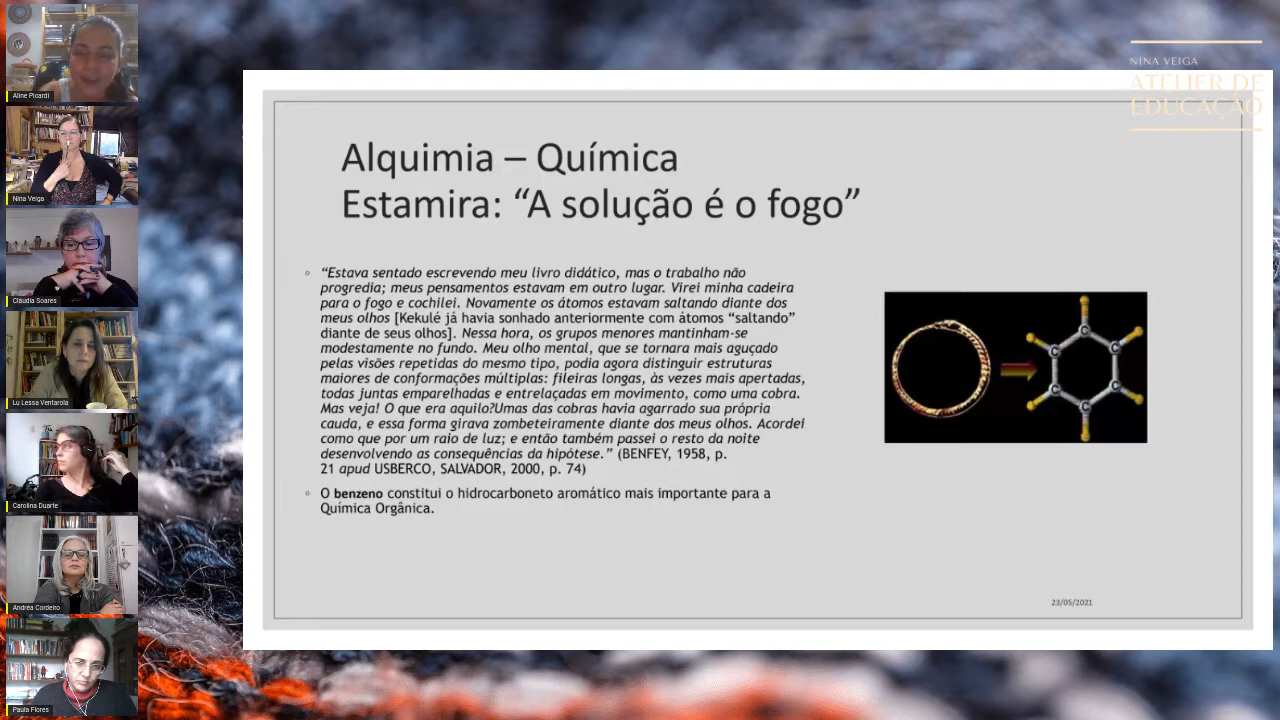 Aline Picardi
Nina Veiga
Cláudia Soares
Lu Lessa Ventarola
Carolina Duarte
Andréa Cordeiro
Paula Flores
NINA VEIGA
ATELIER DE
EDUCAÇÃO
Alquimia – Química
Estamira: “A solução é o fogo”
◦ “Estava sentado escrevendo meu livro didático, mas o trabalho não
progredia; meus pensamentos estavam em outro lugar. Virei minha cadeira
para o fogo e cochilei. Novamente os átomos estavam saltando diante dos
meus olhos [Kekulé já havia sonhado anteriormente com átomos “saltando”
diante de seus olhos]. Nessa hora, os grupos menores mantinham-se
modestamente no fundo. Meu olho mental, que se tornara mais aguçado
pelas visões repetidas do mesmo tipo, podia agora distinguir estruturas
maiores de conformações múltiplas: fileiras longas, às vezes mais apertadas,
todas juntas emparelhadas e entrelaçadas em movimento, como uma cobra.
Mas veja! O que era aquilo?Umas das cobras havia agarrado sua própria
cauda, e essa forma girava zombeteiramente diante dos meus olhos. Acordei
como que por um raio de luz; e então também passei o resto da noite
desenvolvendo as consequências da hipótese.” (BENFEY, 1958, p.
21 apud USBERCO, SALVADOR, 2000, p. 74)
◦ O benzeno constitui o hidrocarboneto aromático mais importante para a
Química Orgânica.
C
C
C
C
C
C
23/05/2021